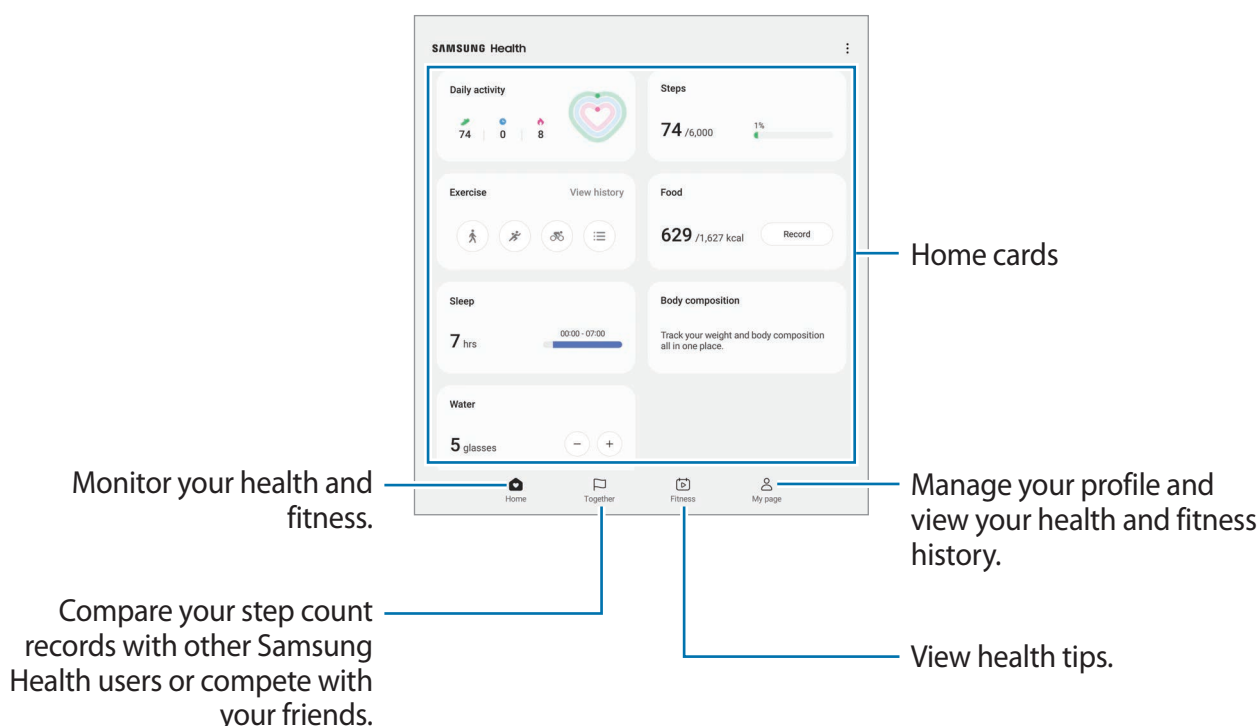 SAMSUNG Health
Daily activity
74 0 8
Steps
74 /6,000
1%
Exercise View history
Food
629 /1,627 kcal
Record
Sleep
7 hrs
00:00 - 07:00
Body composition
Track your weight and body composition
all in one place.
Water
5 glasses
− +
Home
Together
Fitness
My page
Home cards
Monitor your health and
fitness.
Manage your profile and
view your health and fitness
history.
Compare your step count
records with other Samsung
Health users or compete with
your friends.
View health tips.